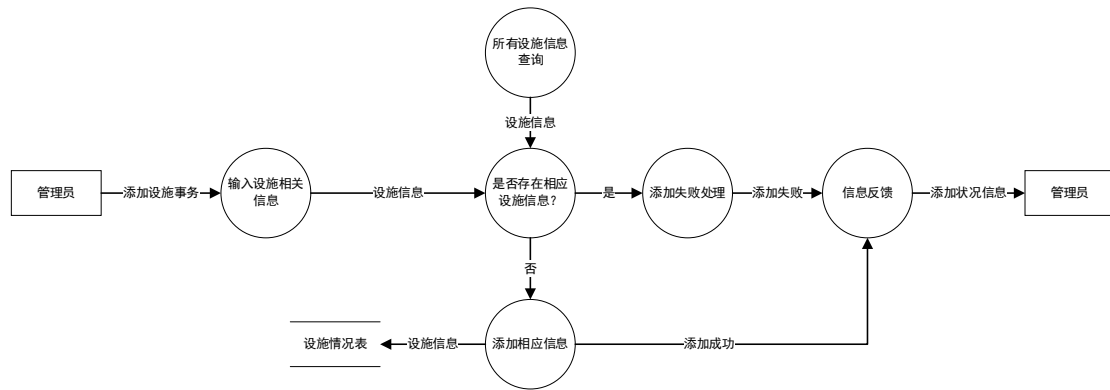 所有设施信息
查询
设施信息
管理员
添加设施事务
输入设施相关
信息
设施信息
是否存在相应
设施信息?
是
添加失败处理
添加失败
信息反馈
添加状况信息
管理员
否
设施情况表
设施信息
添加相应信息
添加成功